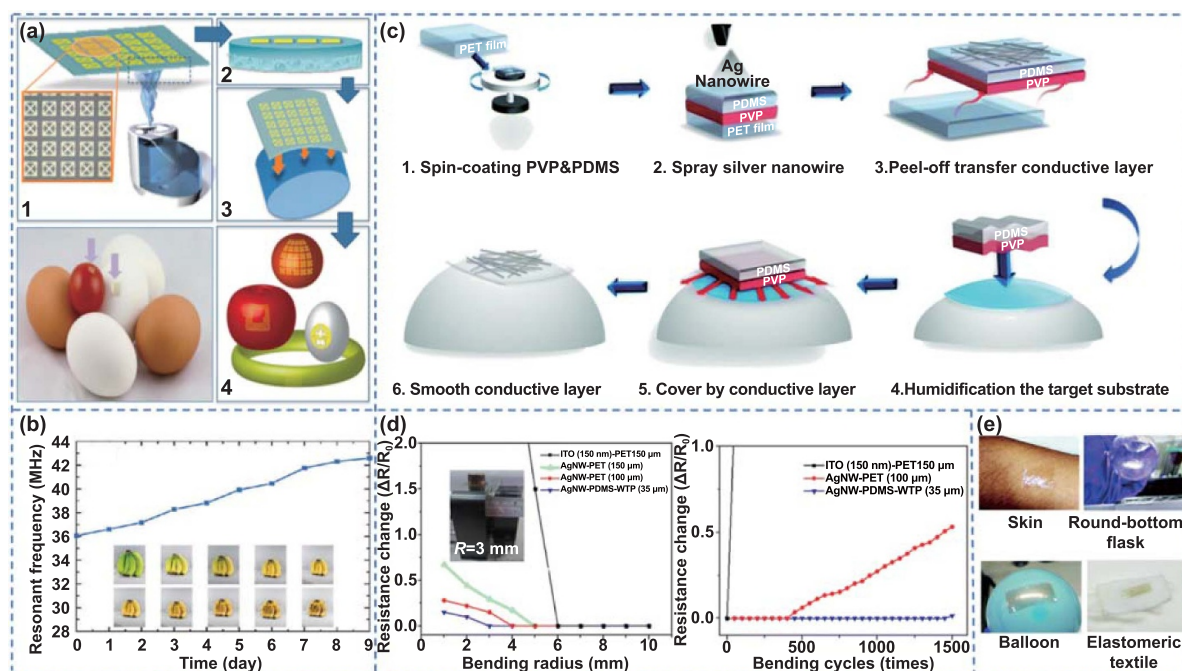 (a)
1
2
3
4
(c)
PET film
Ag
Nanowire
PDMS
PVP
PET film
PDMS
PVP
1. Spin-coating PVP&PDMS
2. Spray silver nanowire
3.Peel-off transfer conductive layer
PDMS
PVP
PDMS
PVP
6. Smooth conductive layer
5. Cover by conductive layer
4.Humidification the target substrate
(b)
Resonant frequency (MHz)
44
42
40
38
36
34
32
30
28
0 1 2 3 4 5 6 7 8 9
Time (day)
(d)
Resistance change (ΔR/R0)
2.0
1.5
1.0
0.5
0.0
ITO (150 nm)-PET150 μm
AgNW-PET (150 μm)
AgNW-PET (100 μm)
AgNW-PDMS-WTP (35 μm)
R=3 mm
0 2 4 6 8 10
Bending radius (mm)
Resistance change (ΔR/R0)
1.0
0.5
0.0
ITO (150 nm)-PET150 μm
AgNW-PET (100 μm)
AgNW-PDMS-WTP (35 μm)
0 500 1000 1500
Bending cycles (times)
(e)
Skin
Round-bottom
flask
Balloon
Elastomeric
textile